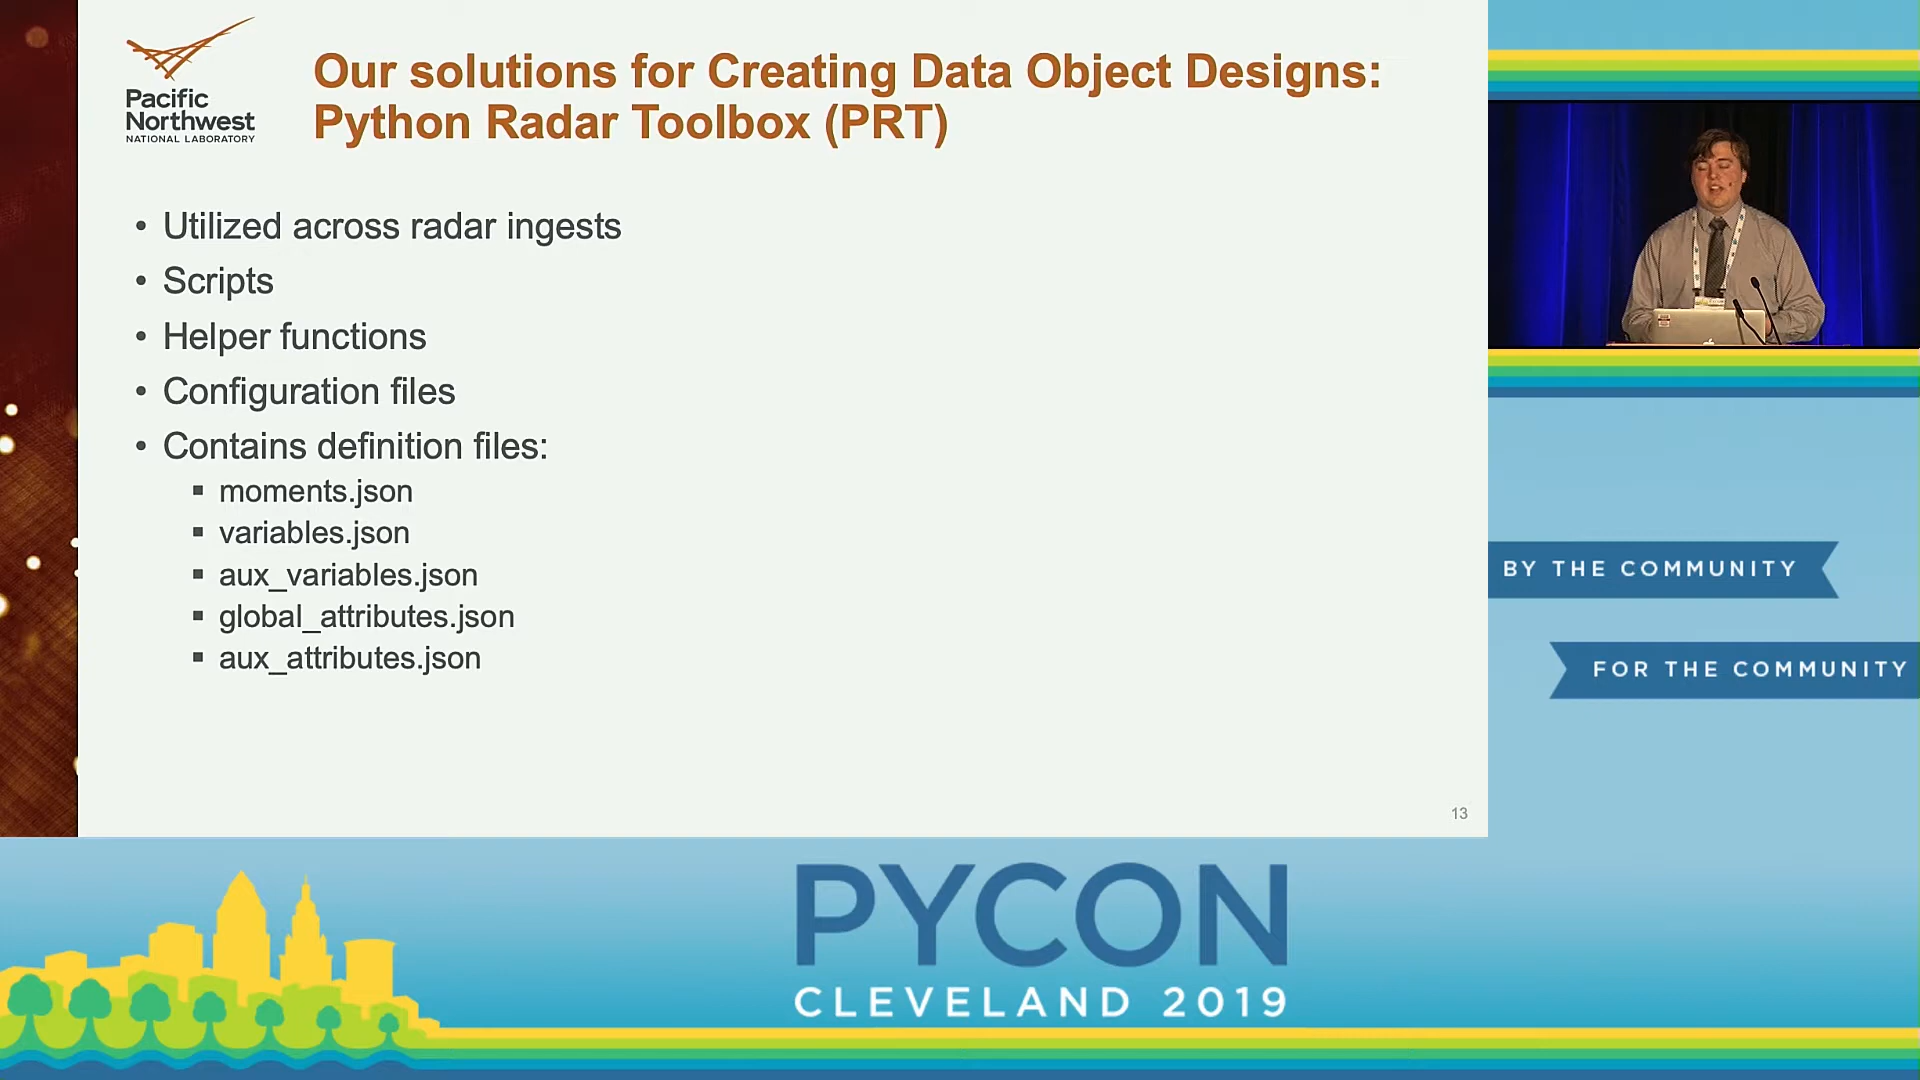 Pacific
Northwest
NATIONAL LABORATORY
Our solutions for Creating Data Object Designs:
Python Radar Toolbox (PRT)
• Utilized across radar ingests
• Scripts
• Helper functions
• Configuration files
• Contains definition files:
▪ moments.json
▪ variables.json
▪ aux_variables.json
▪ global_attributes.json
▪ aux_attributes.json
13
BY THE COMMUNITY
FOR THE COMMUNITY
PYCON
CLEVELAND 2019